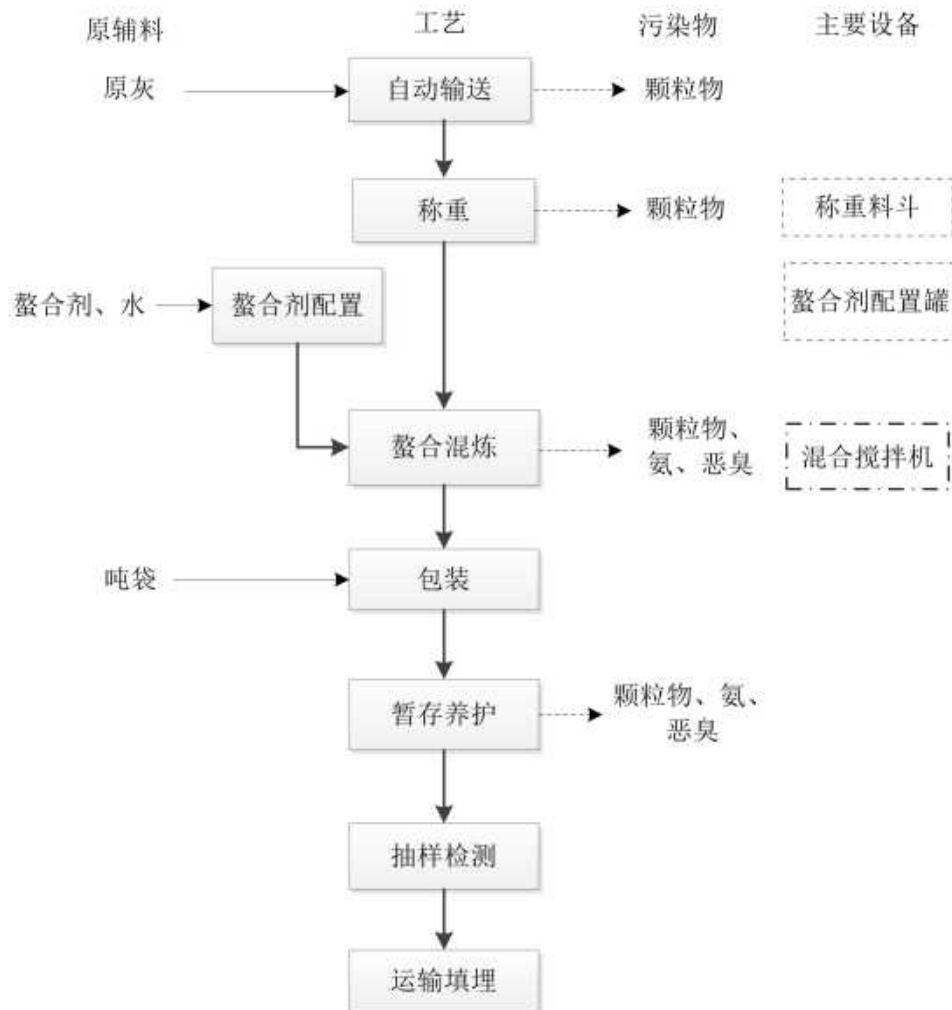 原辅料
工艺
污染物
主要设备
原灰
自动输送
颗粒物
称重
颗粒物
称重料斗
螯合剂、水
螯合剂配置
螯合剂配置罐
螯合混炼
颗粒物、
氨、恶臭
混合搅拌机
吨袋
包装
暂存养护
颗粒物、氨、
恶臭
抽样检测
运输填埋